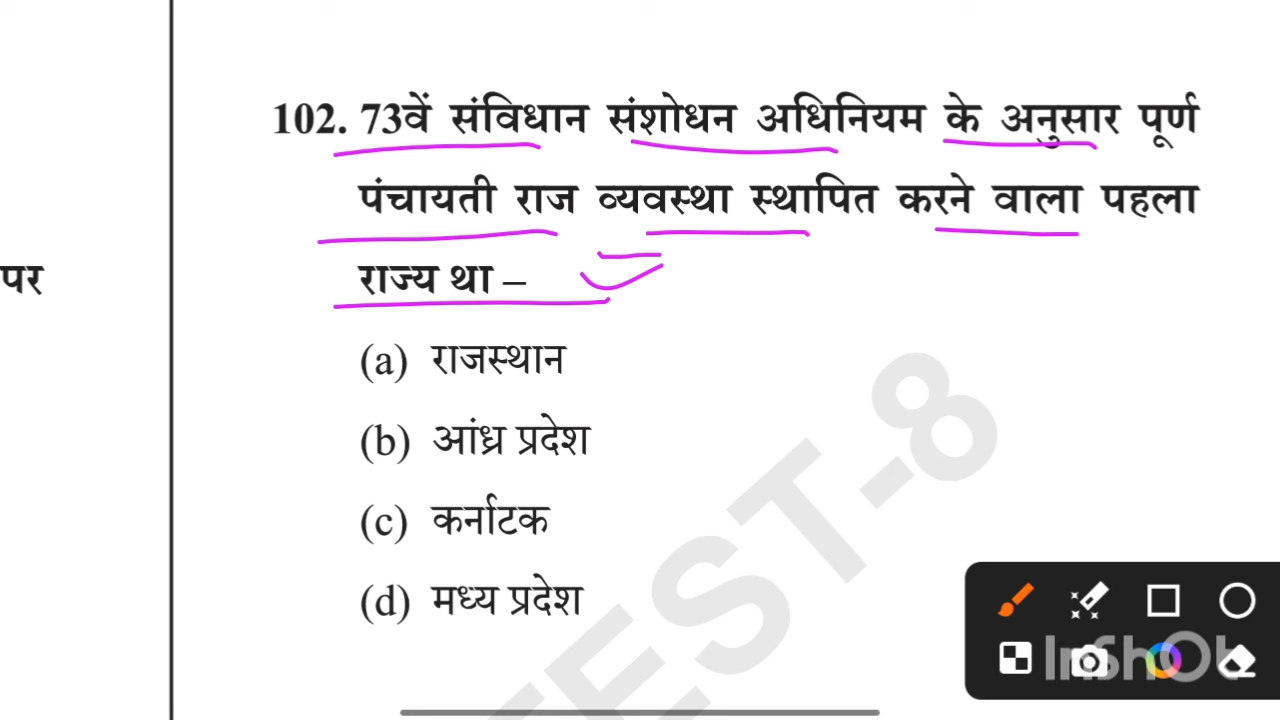 102. 73वें संविधान संशोधन अधिनियम के अनुसार पूर्ण
पंचायती राज व्यवस्था स्थापित करने वाला पहला
पर
राज्य था –
(a) राजस्थान
(b) आंध्र प्रदेश
(c) कर्नाटक
(d) मध्य प्रदेश
TEST-8
InShOt